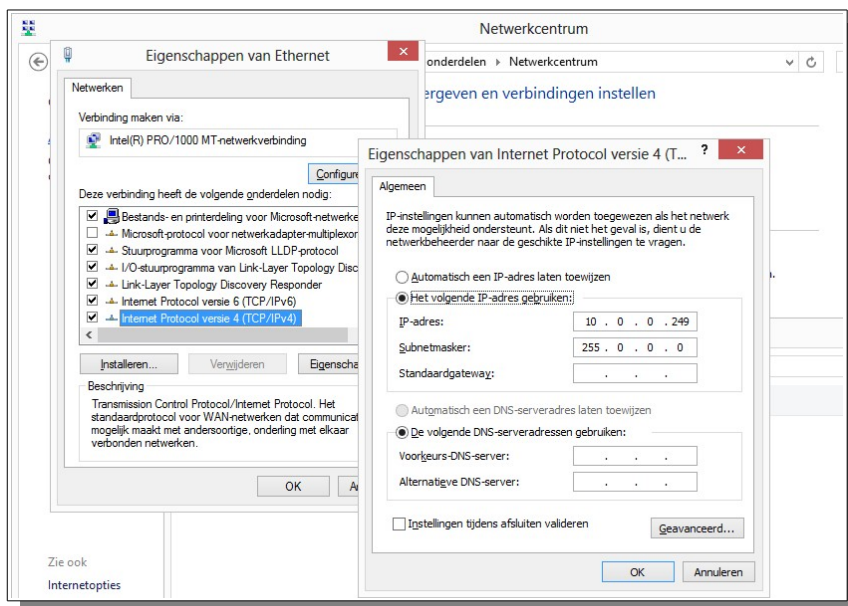 Netwerkcentrum
Eigenschappen van Ethernet
onderdelen Netwerkcentrum
Netwerken
ergeven en verbindingen instellen
Verbinding maken via:
Intel(R) PRO/1000 MT-netwerkverbinding
Configure
Deze verbinding heeft de volgende onderdelen nodig:
Bestands- en printerdeling voor Microsoft-netwerke
Microsoft-protocol voor netwerkadapter-multiplexor
Stuurprogramma voor Microsoft LLDP-protocol
I/O-stuurprogramma van Link-Layer Topology Disc
Link-Layer Topology Discovery Responder
Internet Protocol versie 6 (TCP/IPv6)
Internet Protocol versie 4 (TCP/IPv4)
Installeren...
Verwijderen
Eigenscha
Beschrijving
Transmission Control Protocol/Internet Protocol. Het
standaardprotocol voor WAN-netwerken dat communicat
mogelijk maakt met andersoortige, onderling met elkaar
verbonden netwerken.
OK
A
Eigenschappen van Internet Protocol versie 4 (T... ?
Algemeen
IP-instellingen kunnen automatisch worden toegewezen als het netwerk
deze mogelijkheid ondersteunt. Als dit niet het geval is, dient u de
netwerkbeheerder naar de geschikte IP-instellingen te vragen.
Automatisch een IP-adres laten toewijzen
Het volgende IP-adres gebruiken:
IP-adres: 10 . 0 . 0 . 249
Subnetmasker: 255 . 0 . 0 . 0
Standaardgateway: . . .
Automatisch een DNS-serveradres laten toewijzen
De volgende DNS-serveradressen gebruiken:
Voorkeurs-DNS-server: . . .
Alternatieve DNS-server: . . .
Instellingen tijdens afsluiten valideren
Geavanceerd...
OK
Annuleren
Zie ook
Internetopties